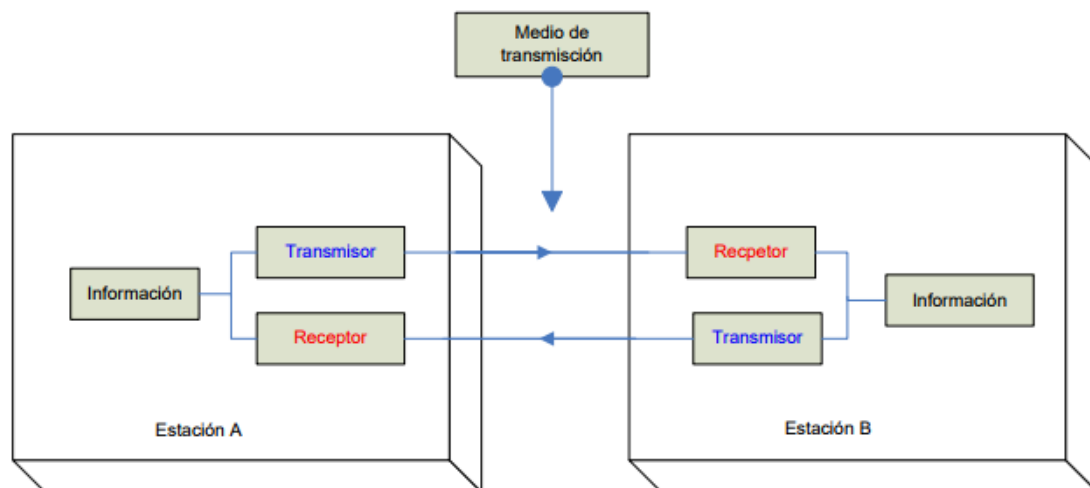 Medio de
transmisción
Transmisor
Recpetor
Información
Información
Receptor
Transmisor
Estación A
Estación B